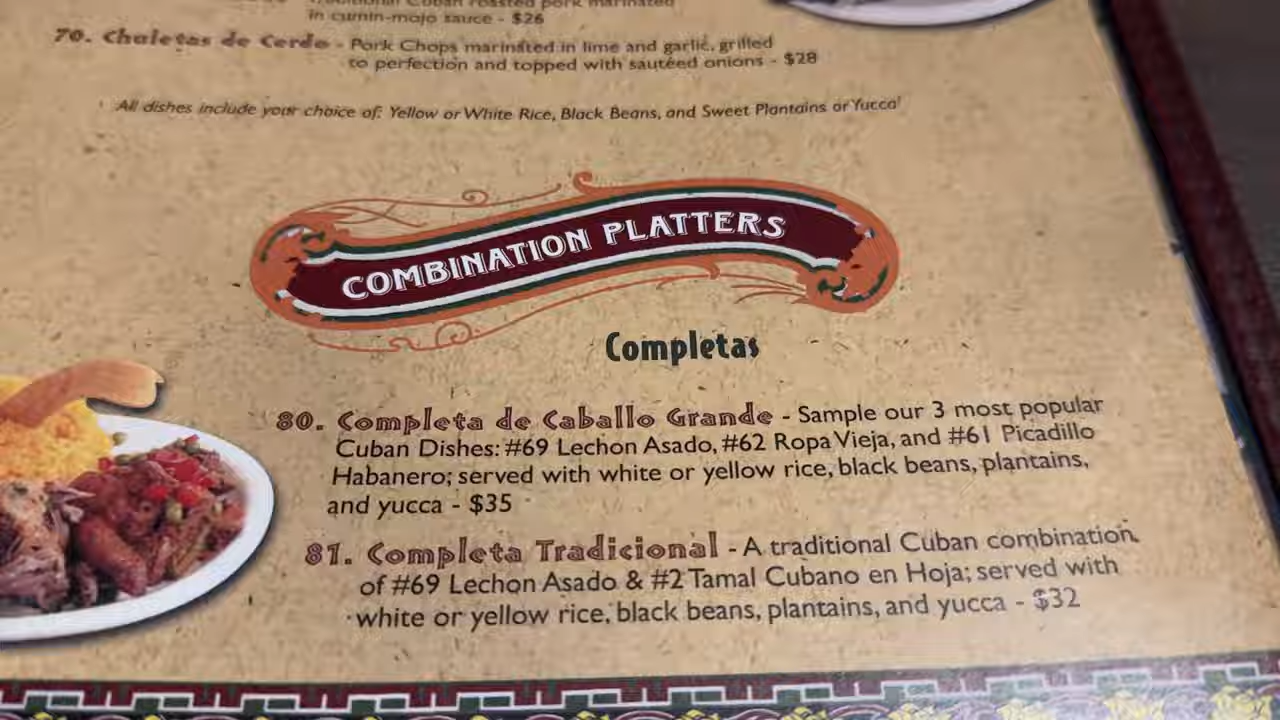 Traditional Cuban roasted pork marinated
in cumin-mojo sauce - $26
70. Chuletas de Cerdo - Pork Chops marinated in lime and garlic, grilled
to perfection and topped with sautéed onions - $28
All dishes include your choice of: Yellow or White Rice, Black Beans, and Sweet Plantains or Yucca
COMBINATION PLATTERS
Completas
80. Completa de Caballo Grande - Sample our 3 most popular
Cuban Dishes: #69 Lechon Asado, #62 Ropa Vieja, and #61 Picadillo
Habanero; served with white or yellow rice, black beans, plantains,
and yucca - $35
81. Completa Tradicional - A traditional Cuban combination
of #69 Lechon Asado & #2 Tamal Cubano en Hoja; served with
white or yellow rice, black beans, plantains, and yucca - $32